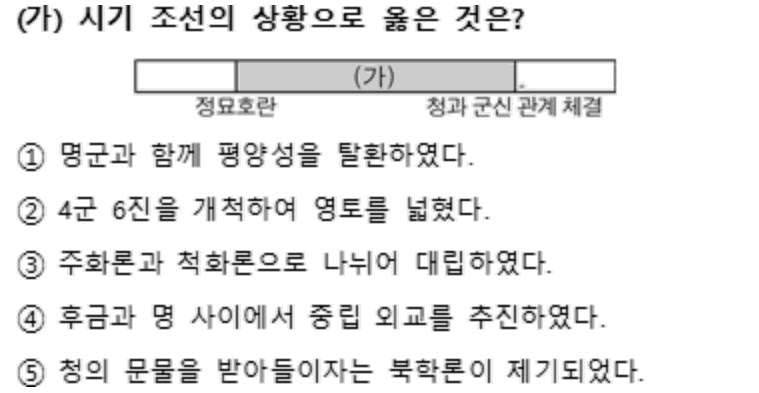 (가) 시기 조선의 상황으로 옳은 것은?
(가)
정묘호란 청과 군신 관계 체결
① 명군과 함께 평양성을 탈환하였다.
② 4군 6진을 개척하여 영토를 넓혔다.
③ 주화론과 척화론으로 나뉘어 대립하였다.
④ 후금과 명 사이에서 중립 외교를 추진하였다.
⑤ 청의 문물을 받아들이자는 북학론이 제기되었다.